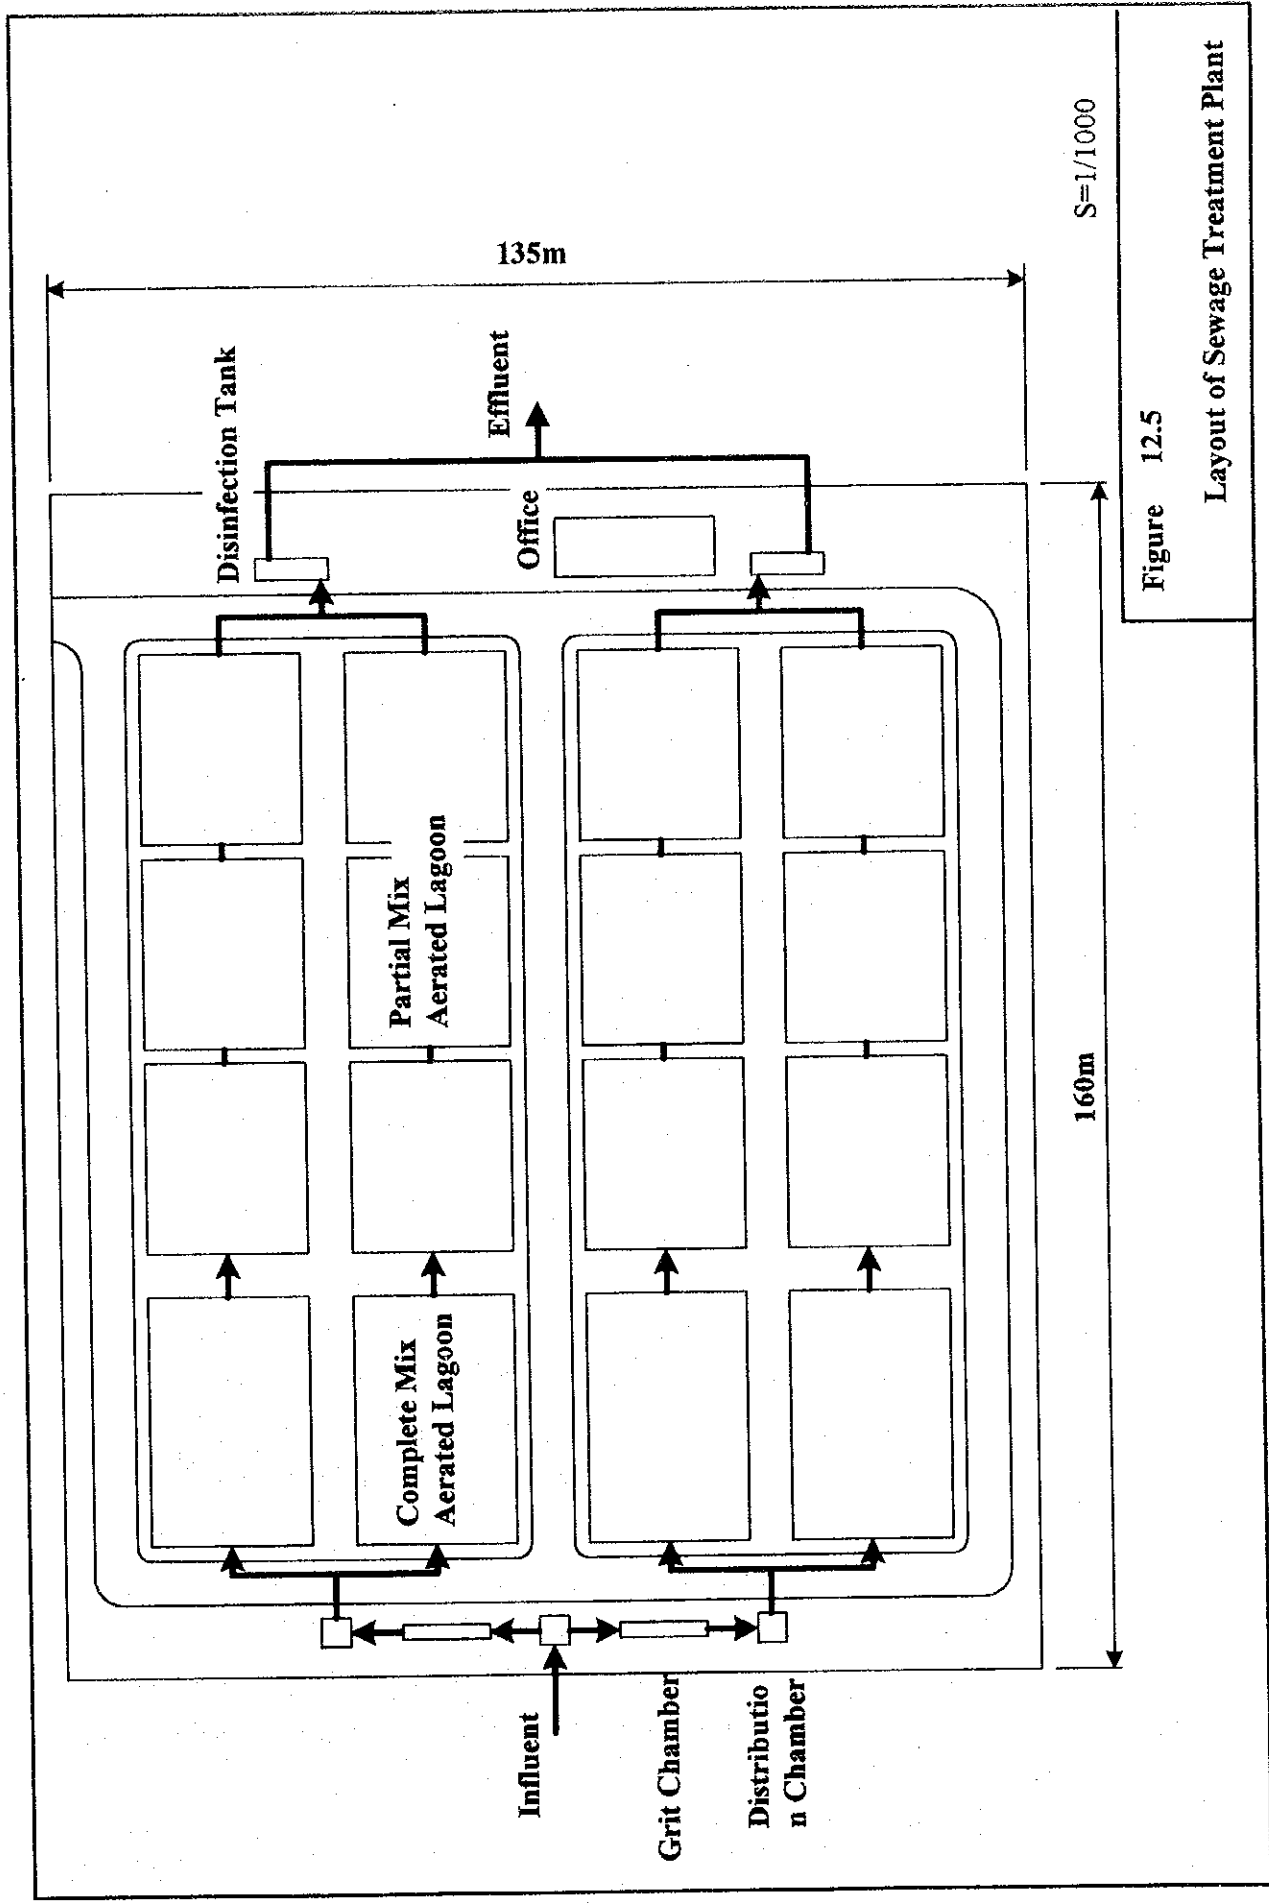 135m
Disinfection Tank
Effluent
Office
Partial Mix
Aerated Lagoon
Complete Mix
Aerated Lagoon
Influent
Grit Chamber
Distributio
n Chamber
160m
S=1/1000
Figure 12.5
Layout of Sewage Treatment Plant